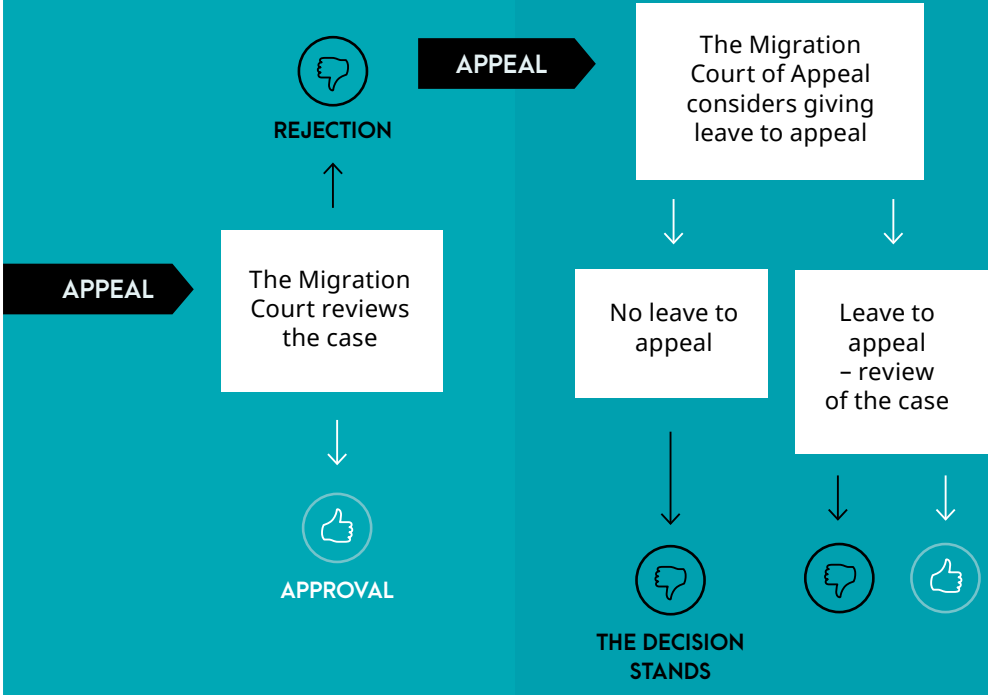 APPEAL
The Migration
Court reviews
the case
REJECTION
APPROVAL
APPEAL
The Migration
Court of Appeal
considers giving
leave to appeal
No leave to
appeal
THE DECISION
STANDS
Leave to
appeal
– review
of the case